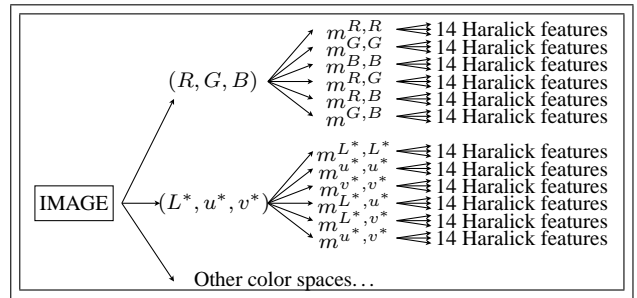 m^{R,R} 14 Haralick features
m^{G,G} 14 Haralick features
m^{B,B} 14 Haralick features
(R, G, B) m^{R,G} 14 Haralick features
m^{R,B} 14 Haralick features
m^{G,B} 14 Haralick features
m^{L*,L*} 14 Haralick features
m^{u*,u*} 14 Haralick features
m^{v*,v*} 14 Haralick features
IMAGE (L*, u*, v*) m^{L*,u*} 14 Haralick features
m^{L*,v*} 14 Haralick features
m^{u*,v*} 14 Haralick features
Other color spaces...